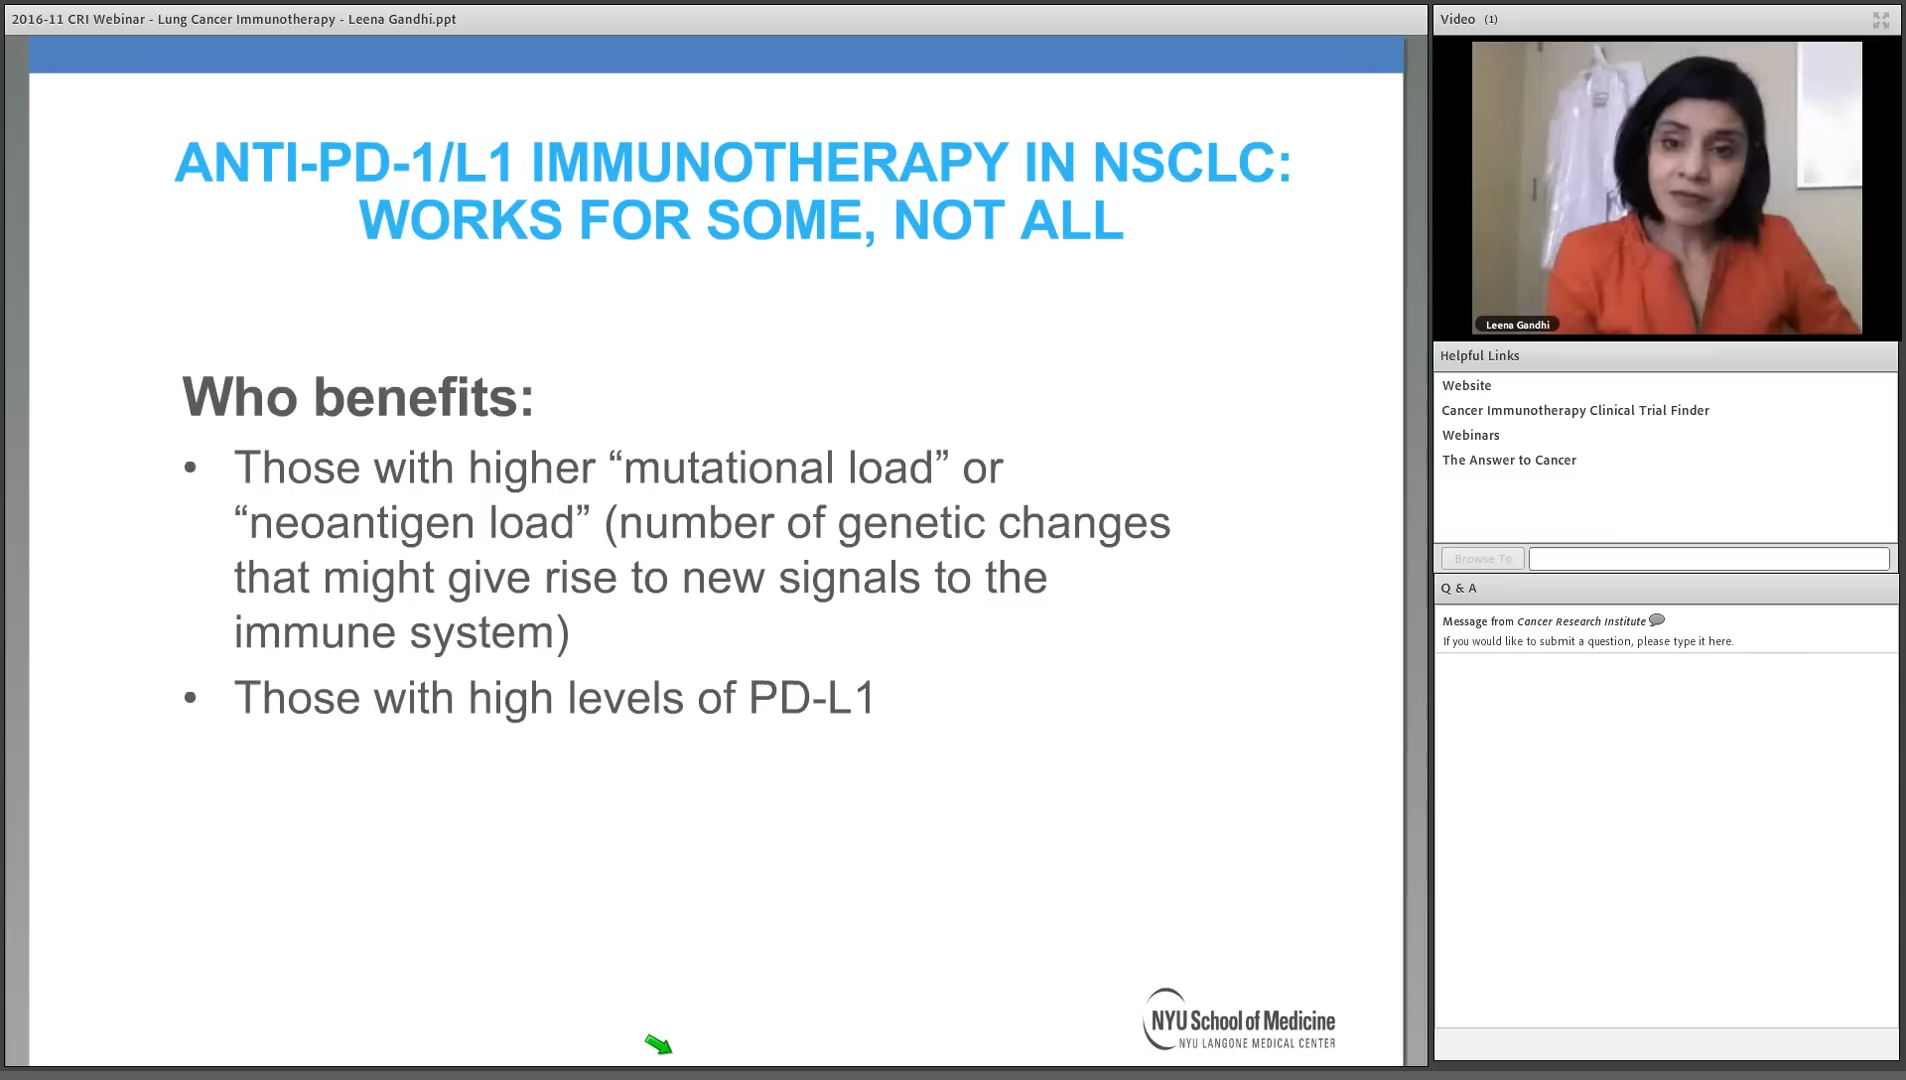 2016-11 CRI Webinar - Lung Cancer Immunotherapy - Leena Gandhi.ppt
ANTI-PD-1/L1 IMMUNOTHERAPY IN NSCLC:
WORKS FOR SOME, NOT ALL
Who benefits:
• Those with higher “mutational load” or
“neoantigen load” (number of genetic changes
that might give rise to new signals to the
immune system)
• Those with high levels of PD-L1
NYU School of Medicine
NYU LANGONE MEDICAL CENTER
Video (1)
Leena Gandhi
Helpful Links
Website
Cancer Immunotherapy Clinical Trial Finder
Webinars
The Answer to Cancer
Browse To
Q & A
Message from Cancer Research Institute
If you would like to submit a question, please type it here.